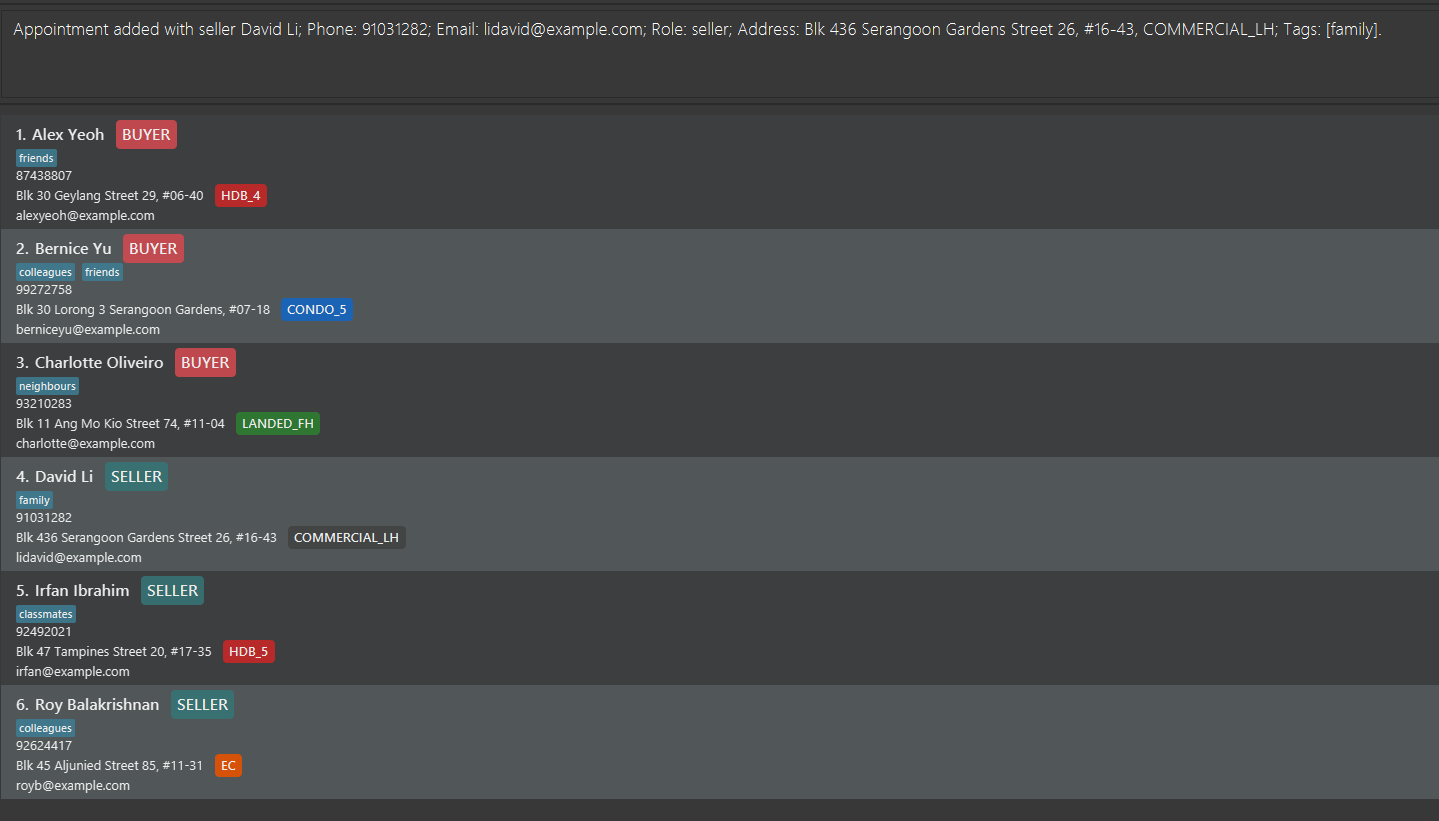 Appointment added with seller David Li; Phone: 91031282; Email: lidavid@example.com; Role: seller; Address: Blk 436 Serangoon Gardens Street 26, #16-43, COMMERCIAL_LH; Tags: [family].
1. Alex Yeoh BUYER
friends
87438807
Blk 30 Geylang Street 29, #06-40 HDB_4
alexyeoh@example.com
2. Bernice Yu BUYER
colleagues friends
99272758
Blk 30 Lorong 3 Serangoon Gardens, #07-18 CONDO_5
berniceyu@example.com
3. Charlotte Oliveiro BUYER
neighbours
93210283
Blk 11 Ang Mo Kio Street 74, #11-04 LANDED_FH
charlotte@example.com
4. David Li SELLER
family
91031282
Blk 436 Serangoon Gardens Street 26, #16-43 COMMERCIAL_LH
lidavid@example.com
5. Irfan Ibrahim SELLER
classmates
92492021
Blk 47 Tampines Street 20, #17-35 HDB_5
irfan@example.com
6. Roy Balakrishnan SELLER
colleagues
92624417
Blk 45 Aljunied Street 85, #11-31 EC
royb@example.com